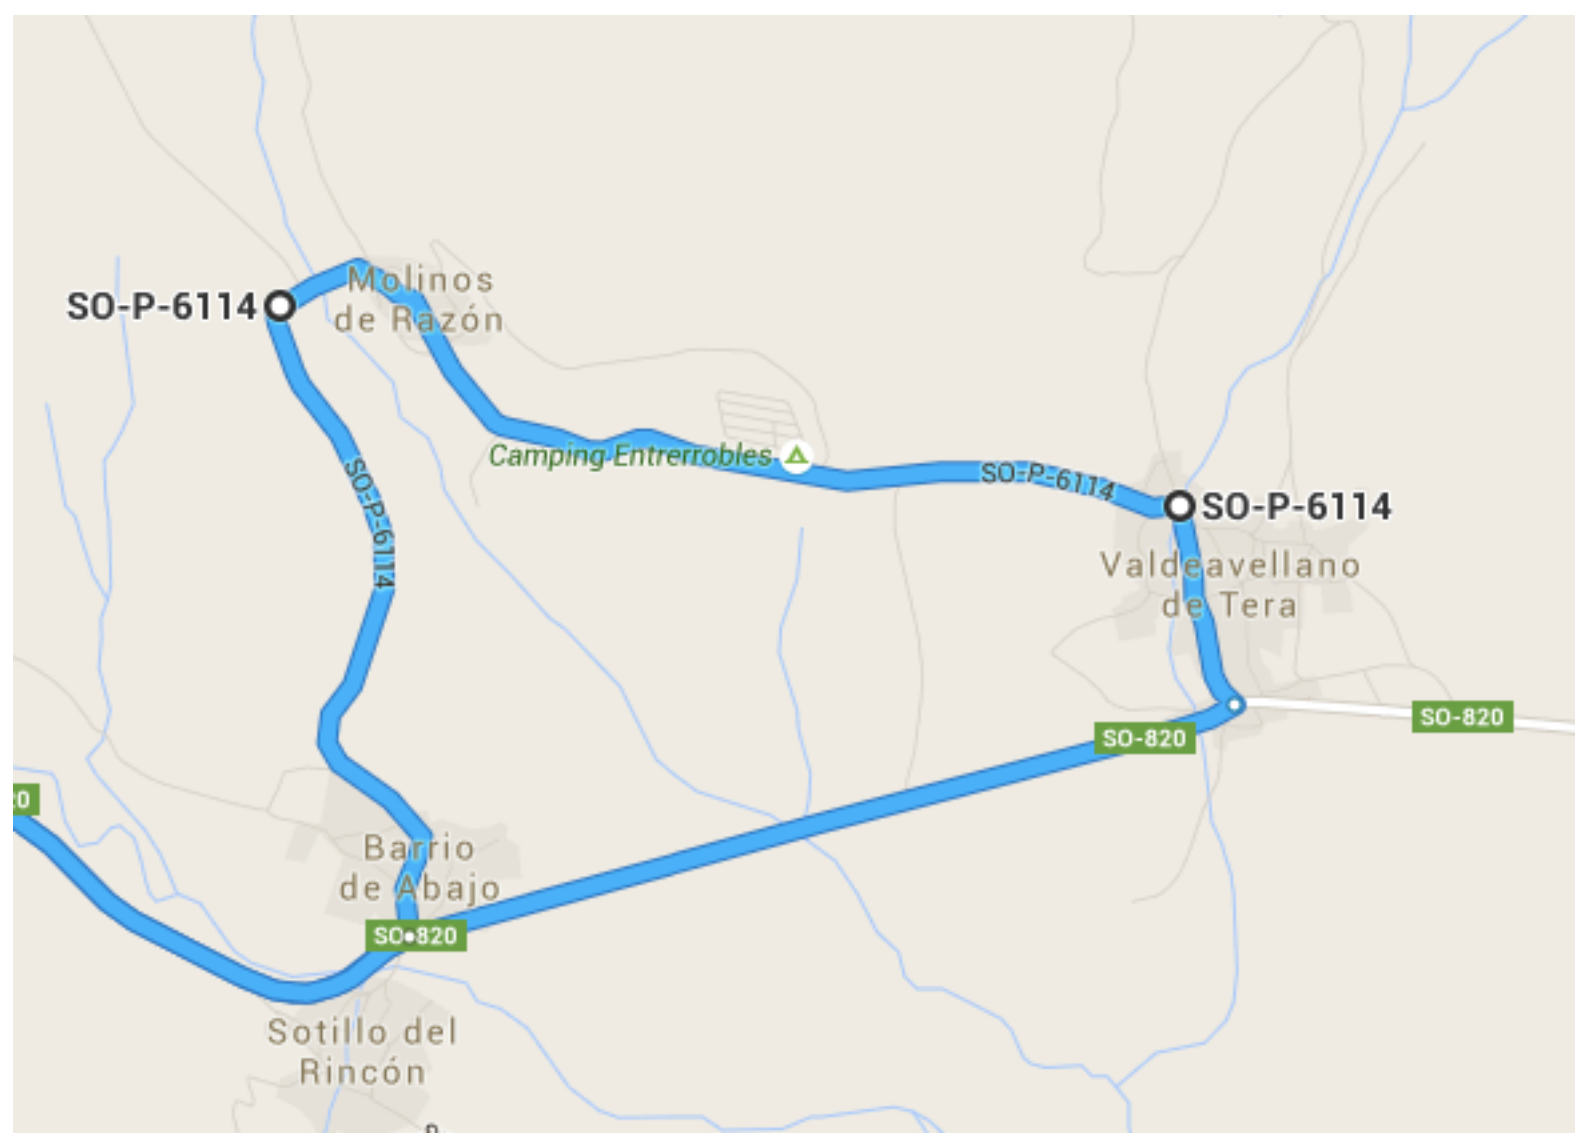 Molinos
de Razón
SO-P-6114
Camping Entrerrobles
SO-P-6114
SO-P-6114
SO-P-6114
Valdeavellano
de Tera
SO-820
SO-820
20
Barrio
de Abajo
SO-820
Sotillo del
Rincón